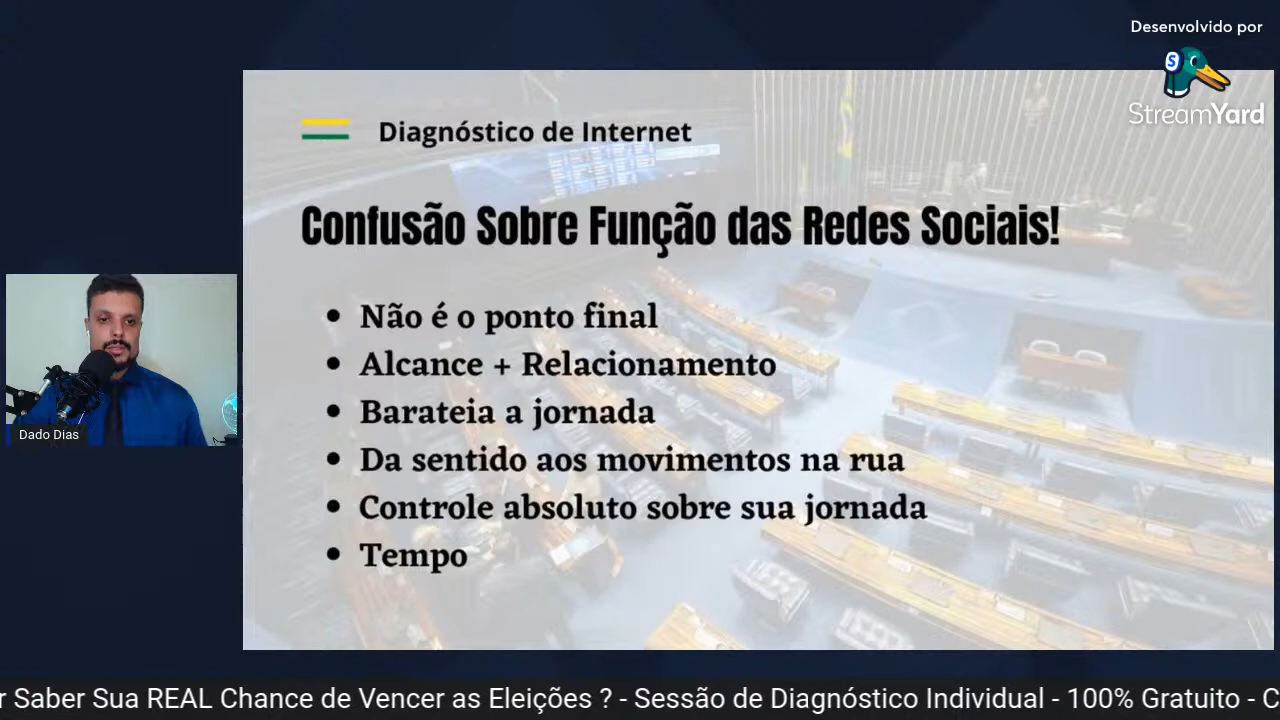 Desenvolvido por
StreamYard
Diagnóstico de Internet
Confusão Sobre Função das Redes Sociais!
• Não é o ponto final
• Alcance + Relacionamento
• Barateia a jornada
• Da sentido aos movimentos na rua
• Controle absoluto sobre sua jornada
• Tempo
Dado Dias
r Saber Sua REAL Chance de Vencer as Eleições ? - Sessão de Diagnóstico Individual - 100% Gratuito - C